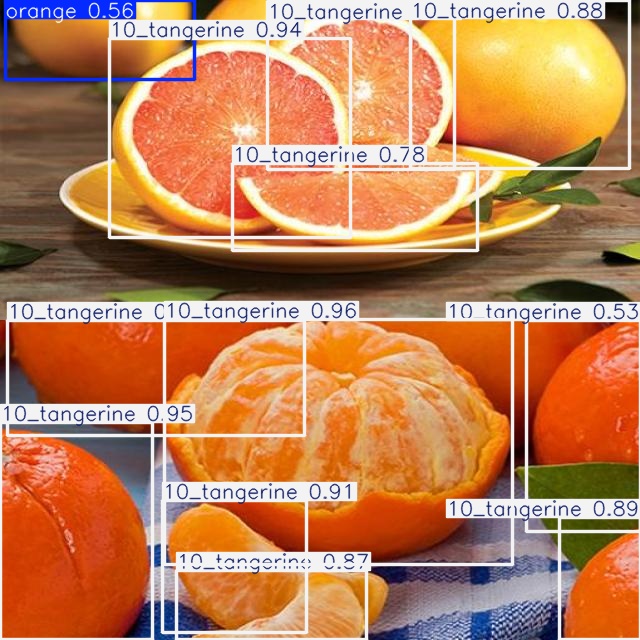 orange 0.56
10_tangerine
10_tangerine 0.88
10_tangerine 0.94
10_tangerine 0.78
10_tangerine
10_tangerine 0.96
10_tangerine 0.53
10_tangerine 0.95
10_tangerine 0.91
10_tangerine 0.89
10_tangerine 0.87